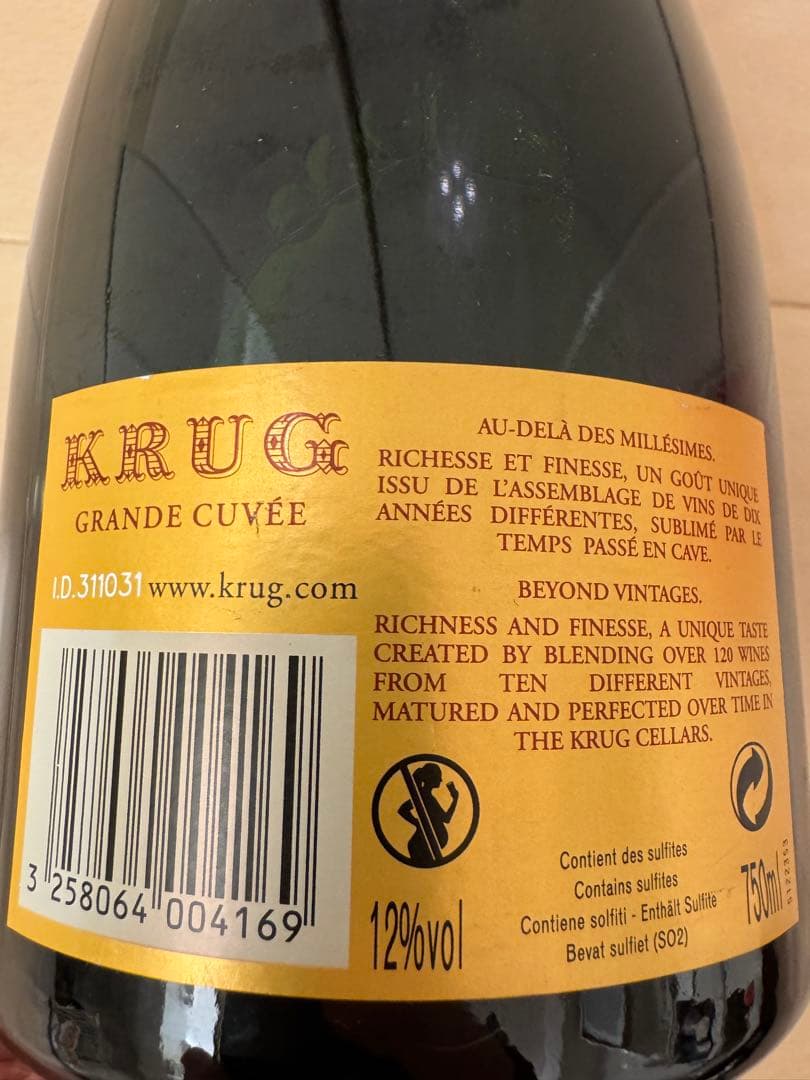 KRUG
GRANDE CUVÉE
I.D.311031 www.krug.com
3 258064 004169
AU-DELÀ DES MILLÉSIMES.
RICHESSE ET FINESSE, UN GOÛT UNIQUE
ISSU DE L'ASSEMBLAGE DE VINS DE DIX
ANNÉES DIFFÉRENTES, SUBLIMÉ PAR LE
TEMPS PASSÉ EN CAVE.
BEYOND VINTAGES.
RICHNESS AND FINESSE, A UNIQUE TASTE
CREATED BY BLENDING OVER 120 WINES
FROM TEN DIFFERENT VINTAGES,
MATURED AND PERFECTED OVER TIME IN
THE KRUG CELLARS.
Contient des sulfites
Contains sulfites
Contiene solfiti - Enthält Sulfite
Bevat sulfiet (SO2)
12%vol
750ml